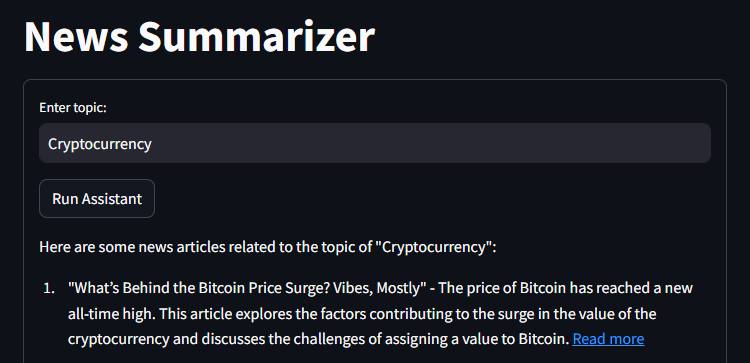 News Summarizer
Enter topic:
Cryptocurrency
Run Assistant
Here are some news articles related to the topic of "Cryptocurrency":
1. "What’s Behind the Bitcoin Price Surge? Vibes, Mostly" - The price of Bitcoin has reached a new
all-time high. This article explores the factors contributing to the surge in the value of the
cryptocurrency and discusses the challenges of assigning a value to Bitcoin. Read more